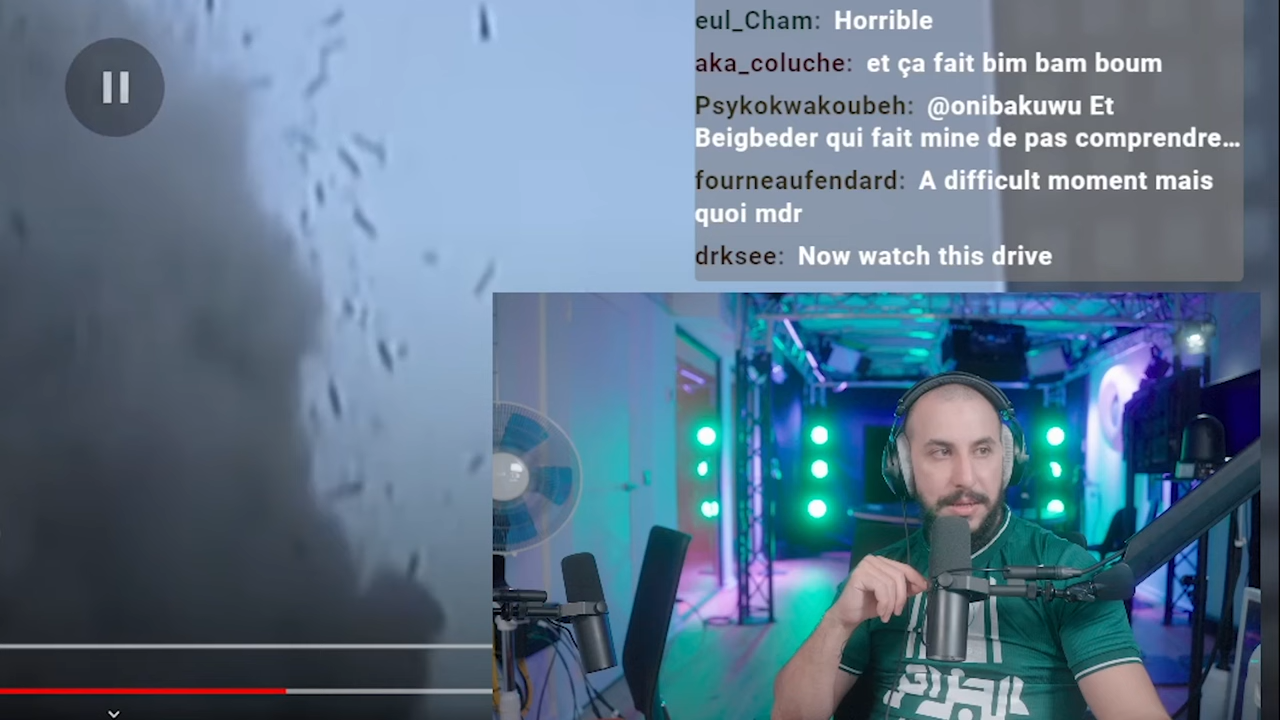 eul_Cham: Horrible
aka_coluche: et ça fait bim bam boum
Psykokwakoubeh: @onibakuwu Et
Beigbeder qui fait mine de pas comprendre…
fourneaufendard: A difficult moment mais
quoi mdr
drksee: Now watch this drive